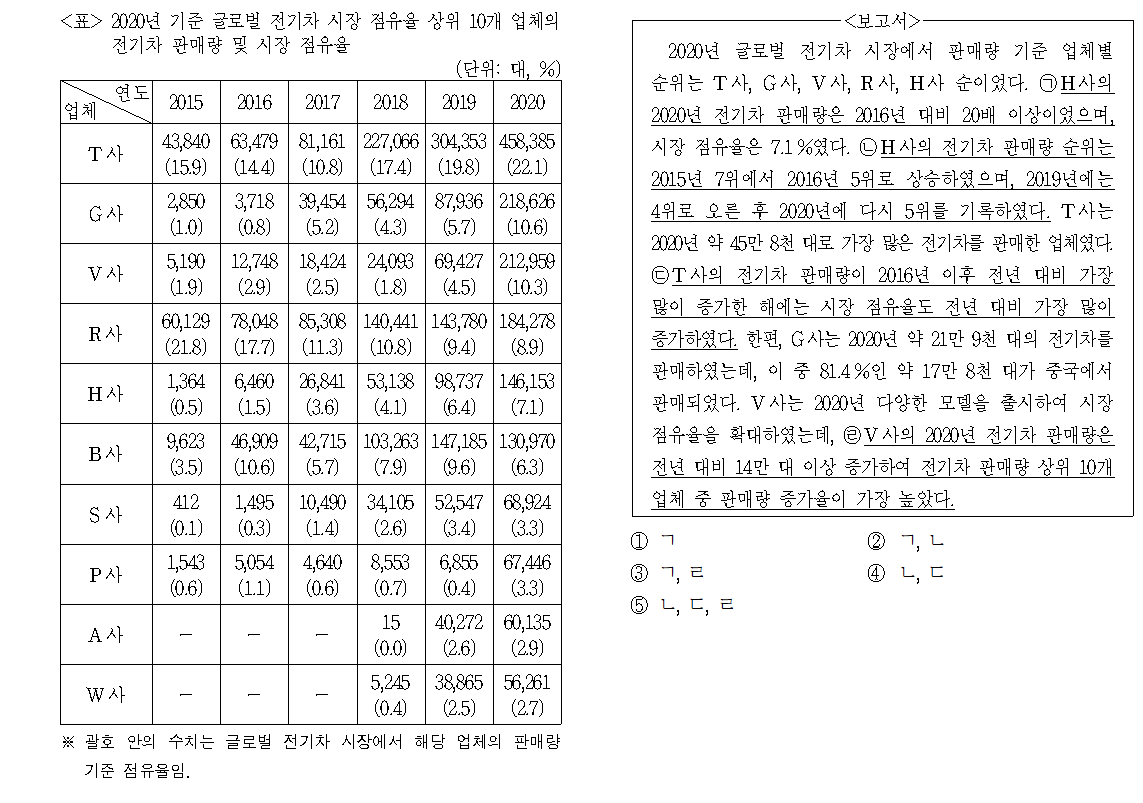 <표> 2020년 기준 글로벌 전기차 시장 점유율 상위 10개 업체의
전기차 판매량 및 시장 점유율
(단위: 대, %)
연도
업체
2015 2016 2017 2018 2019 2020
T사 43,840 63,479 81,161 227,066 304,353 458,385
(15.9) (14.4) (10.8) (17.4) (19.8) (22.1)
G사 2,850 3,718 39,454 56,294 87,936 218,626
(1.0) (0.8) (5.2) (4.3) (5.7) (10.6)
V사 5,190 12,748 18,424 24,093 69,427 212,959
(1.9) (2.9) (2.5) (1.8) (4.5) (10.3)
R사 60,129 78,048 85,308 140,441 143,780 184,278
(21.8) (17.7) (11.3) (10.8) (9.4) (8.9)
H사 1,364 6,460 26,841 53,138 98,737 146,153
(0.5) (1.5) (3.6) (4.1) (6.4) (7.1)
B사 9,623 46,909 42,715 103,263 147,185 130,970
(3.5) (10.6) (5.7) (7.9) (9.6) (6.3)
S사 412 1,495 10,490 34,105 52,547 68,924
(0.1) (0.3) (1.4) (2.6) (3.4) (3.3)
P사 1,543 5,054 4,640 8,553 6,855 67,446
(0.6) (1.1) (0.6) (0.7) (0.4) (3.3)
A사 － － － 15 40,272 60,135
(0.0) (2.6) (2.9)
W사 － － － 5,245 38,865 56,261
(0.4) (2.5) (2.7)
※ 괄호 안의 수치는 글로벌 전기차 시장에서 해당 업체의 판매량
기준 점유율임.
<보고서>
2020년 글로벌 전기차 시장에서 판매량 기준 업체별
순위는 T사, G사, V사, R사, H사 순이었다. ㉠H사의
2020년 전기차 판매량은 2016년 대비 20배 이상이었으며,
시장 점유율은 7.1%였다. ㉡H사의 전기차 판매량 순위는
2015년 7위에서 2016년 5위로 상승하였으며, 2019년에는
4위로 오른 후 2020년에 다시 5위를 기록하였다. T사는
2020년 약 45만 8천 대로 가장 많은 전기차를 판매한 업체였다.
㉢T사의 전기차 판매량이 2016년 이후 전년 대비 가장
많이 증가한 해에는 시장 점유율도 전년 대비 가장 많이
증가하였다. 한편, G사는 2020년 약 21만 9천 대의 전기차를
판매하였는데, 이 중 81.4%인 약 17만 8천 대가 중국에서
판매되었다. V사는 2020년 다양한 모델을 출시하여 시장
점유율을 확대하였는데, ㉣V사의 2020년 전기차 판매량은
전년 대비 14만 대 이상 증가하여 전기차 판매량 상위 10개
업체 중 판매량 증가율이 가장 높았다.
① ㄱ
② ㄱ, ㄴ
③ ㄱ, ㄹ
④ ㄴ, ㄷ
⑤ ㄴ, ㄷ, ㄹ